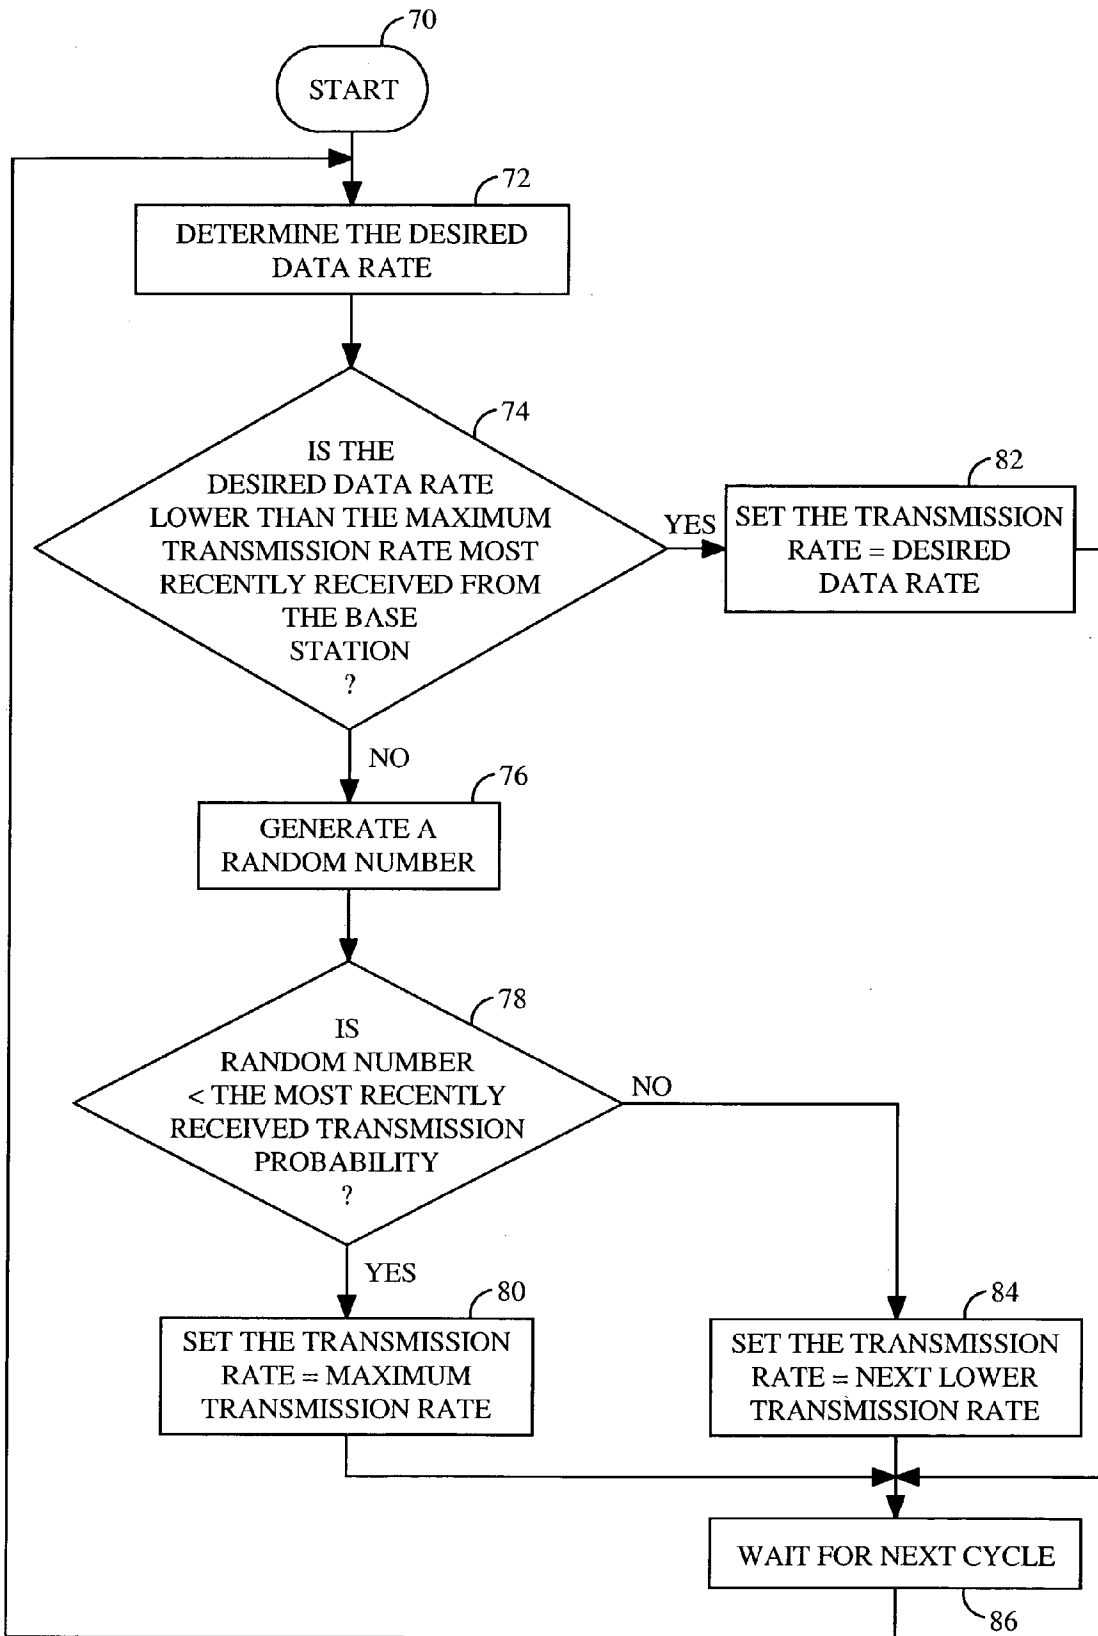 70
START
72
DETERMINE THE DESIRED
DATA RATE
74
IS THE
DESIRED DATA RATE
LOWER THAN THE MAXIMUM
TRANSMISSION RATE MOST
RECENTLY RECEIVED FROM
THE BASE
STATION
?
YES
82
SET THE TRANSMISSION
RATE = DESIRED
DATA RATE
NO
76
GENERATE A
RANDOM NUMBER
78
IS
RANDOM NUMBER
< THE MOST RECENTLY
RECEIVED TRANSMISSION
PROBABILITY
?
NO
YES
80
SET THE TRANSMISSION
RATE = MAXIMUM
TRANSMISSION RATE
84
SET THE TRANSMISSION
RATE = NEXT LOWER
TRANSMISSION RATE
WAIT FOR NEXT CYCLE
86